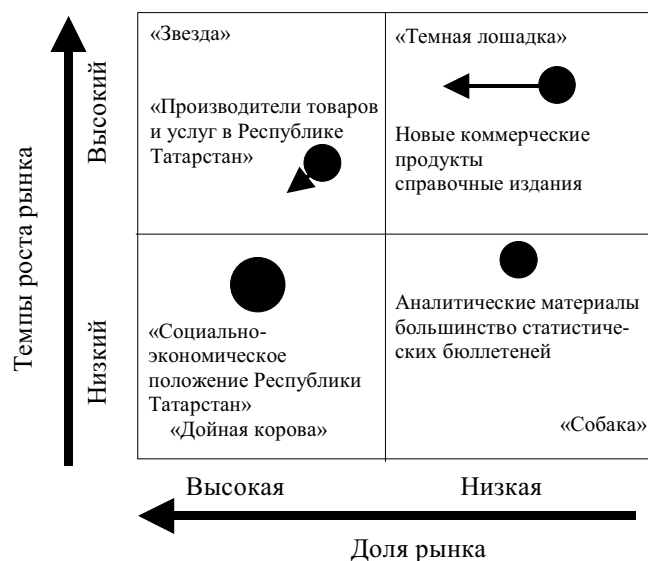 Темпы роста рынка
Высокий
Низкий
«Звезда»
«Производители товаров
и услуг в Республике
Татарстан»
«Темная лошадка»
Новые коммерческие
продукты
справочные издания
«Социально-
экономическое
положение Республики
Татарстан»
«Дойная корова»
Аналитические материалы
большинство статистиче-
ских бюллетеней
«Собака»
Высокая
Низкая
Доля рынка